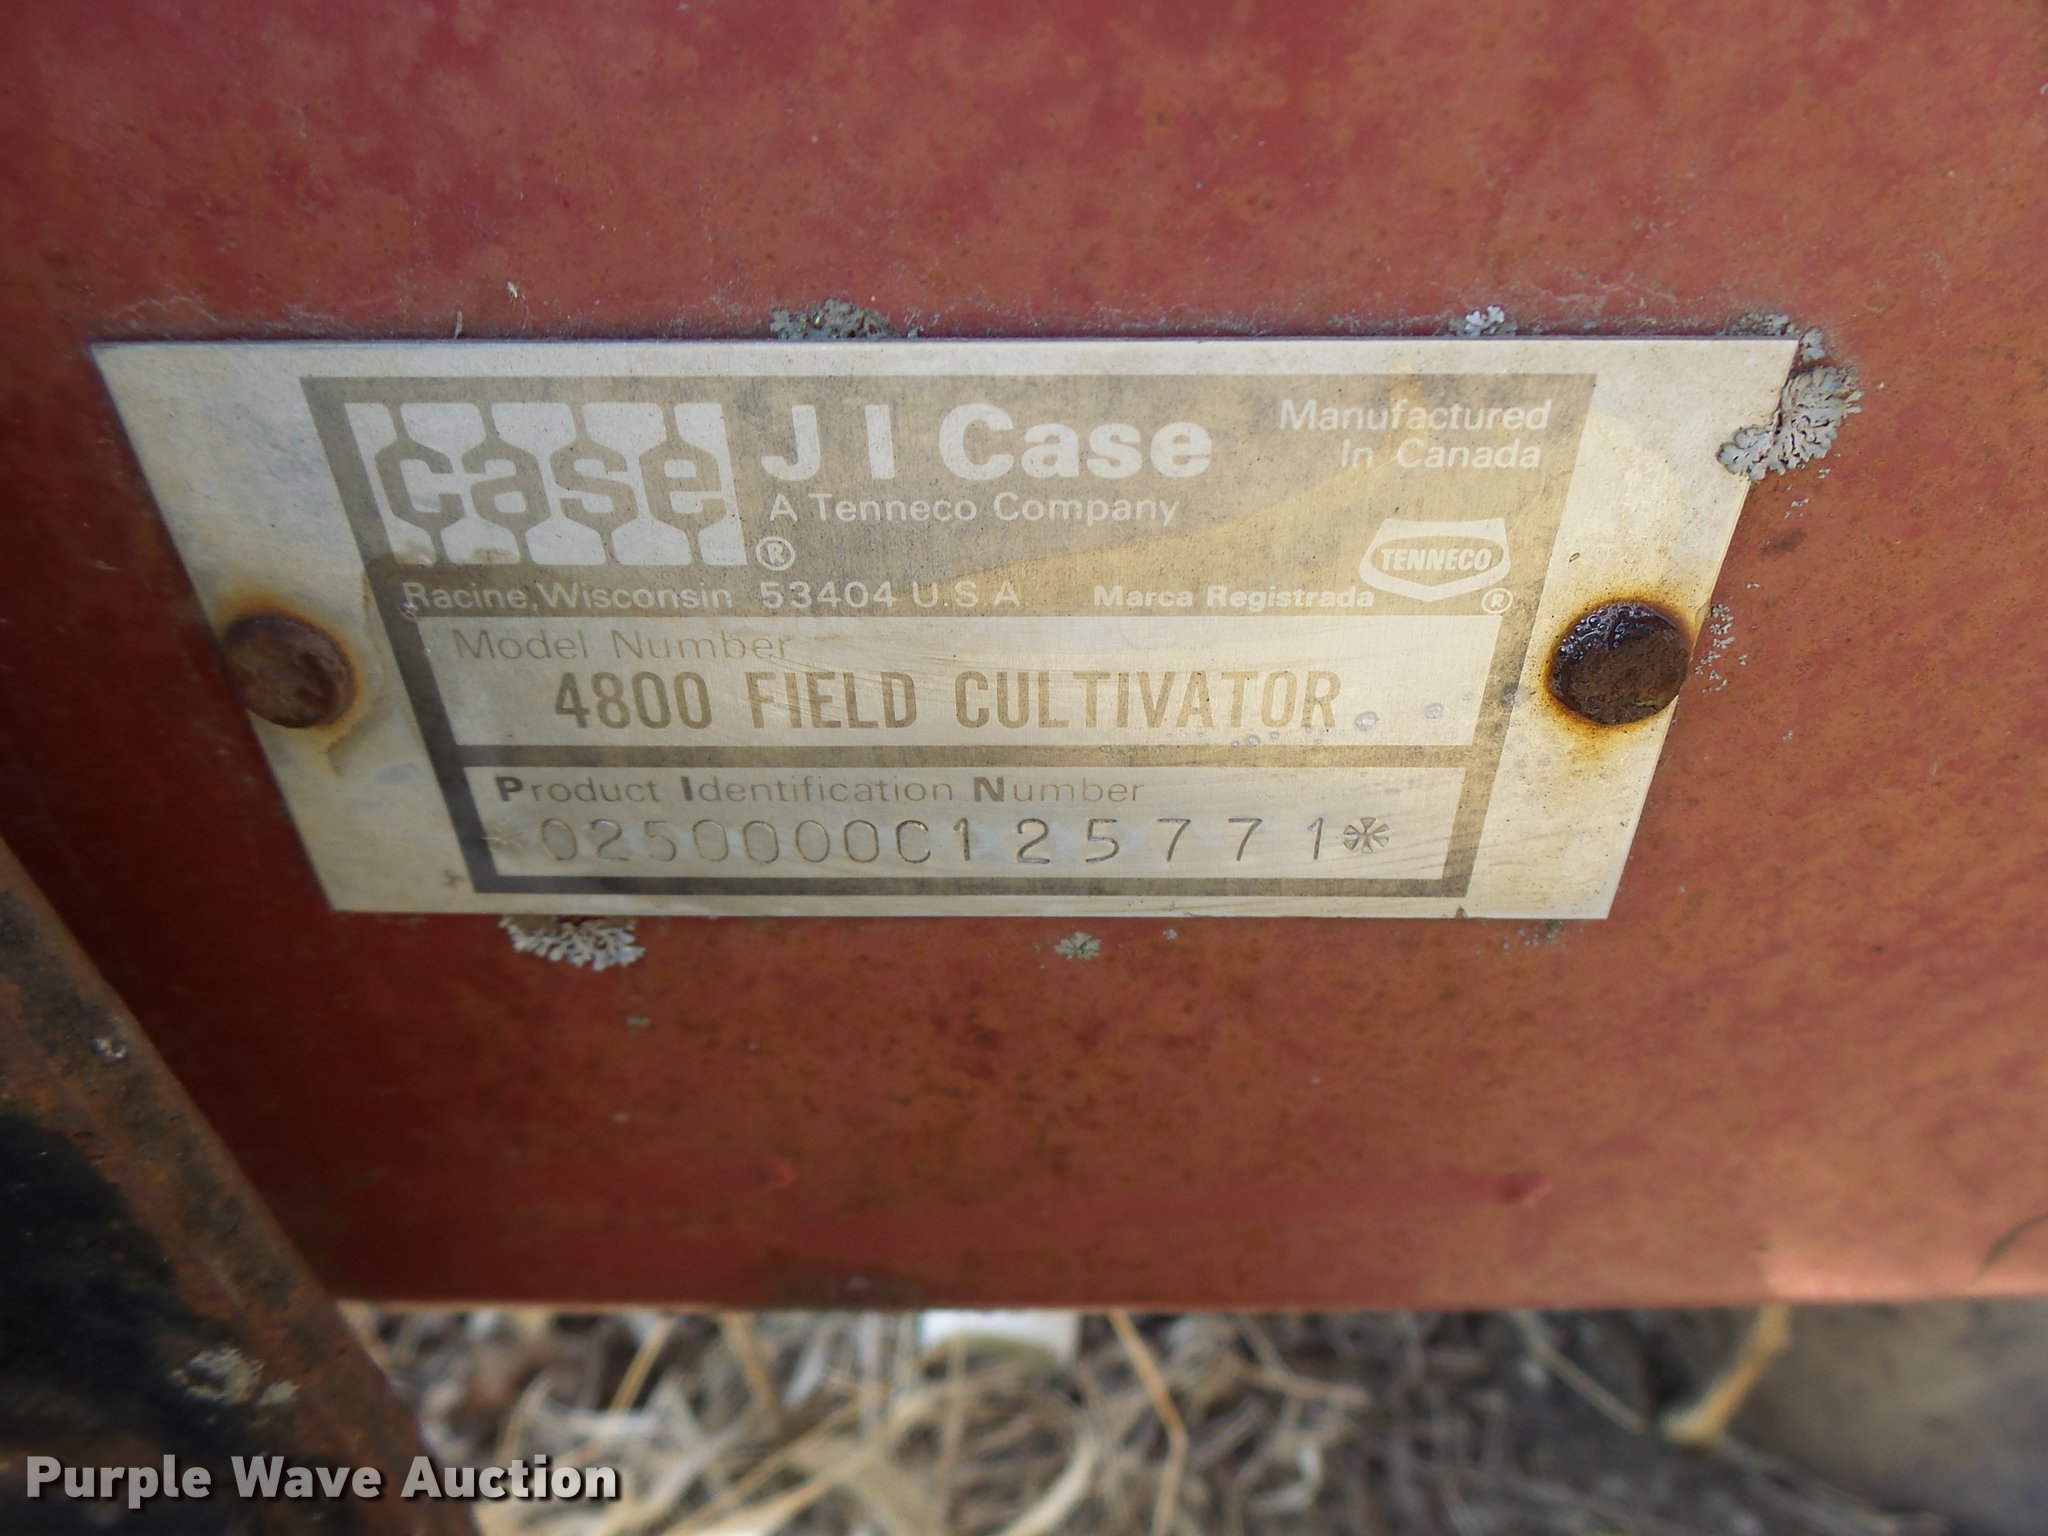 case
J I Case
A Tenneco Company
®
Manufactured
In Canada
TENNECO
®
Racine, Wisconsin 53404 U.S.A. Marca Registrada
Model Number
4800 FIELD CULTIVATOR
Product Identification Number
*0250000C125771*
Purple Wave Auction